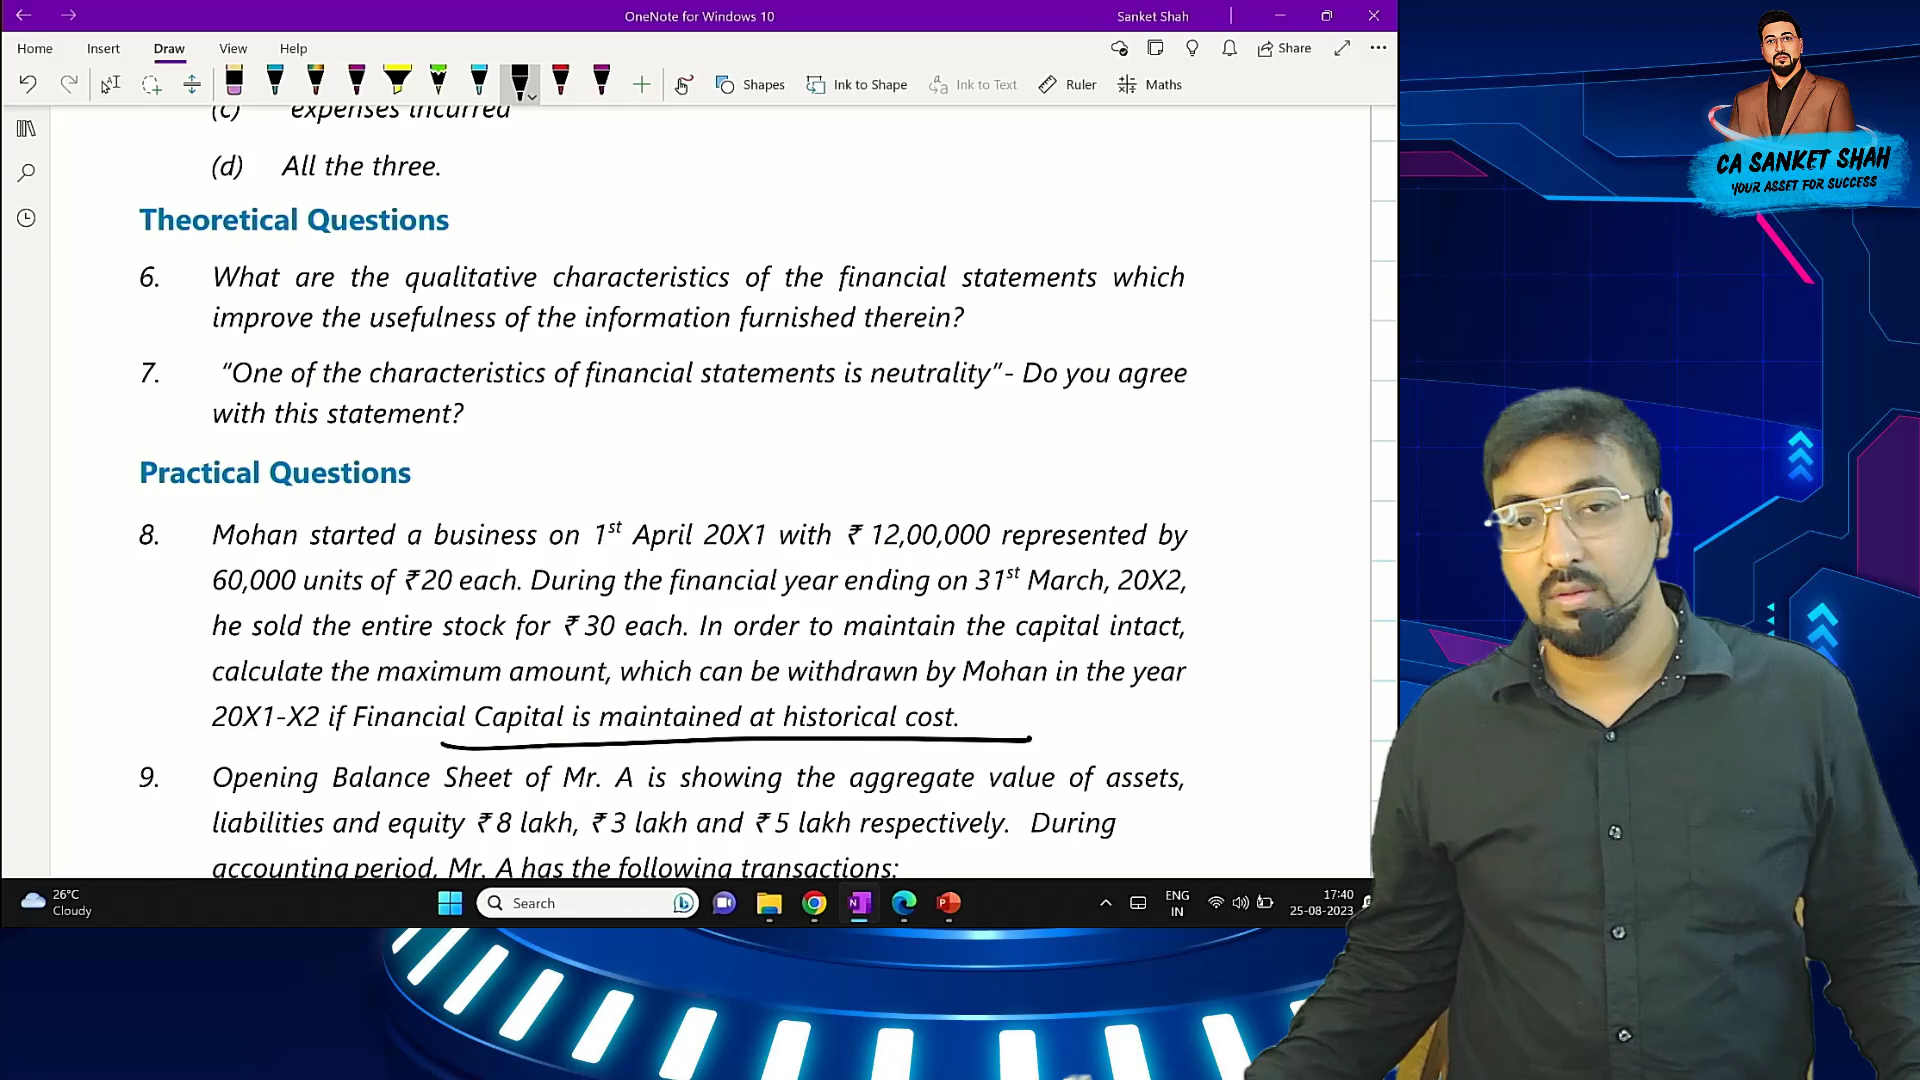 OneNote for Windows 10
Sanket Shah
Home Insert Draw View Help
Share
Shapes Ink to Shape Ink to Text Ruler Maths
(c) expenses incurred
(d) All the three.
Theoretical Questions
6. What are the qualitative characteristics of the financial statements which
improve the usefulness of the information furnished therein?
7. “One of the characteristics of financial statements is neutrality”- Do you agree
with this statement?
Practical Questions
8. Mohan started a business on 1st April 20X1 with ₹ 12,00,000 represented by
60,000 units of ₹ 20 each. During the financial year ending on 31st March, 20X2,
he sold the entire stock for ₹ 30 each. In order to maintain the capital intact,
calculate the maximum amount, which can be withdrawn by Mohan in the year
20X1-X2 if Financial Capital is maintained at historical cost.
9. Opening Balance Sheet of Mr. A is showing the aggregate value of assets,
liabilities and equity ₹ 8 lakh, ₹ 3 lakh and ₹ 5 lakh respectively. During
accounting period, Mr. A has the following transactions:
26°C
Cloudy
Search
ENG
IN
17:40
25-08-2023
CA SANKET SHAH
YOUR ASSET FOR SUCCESS